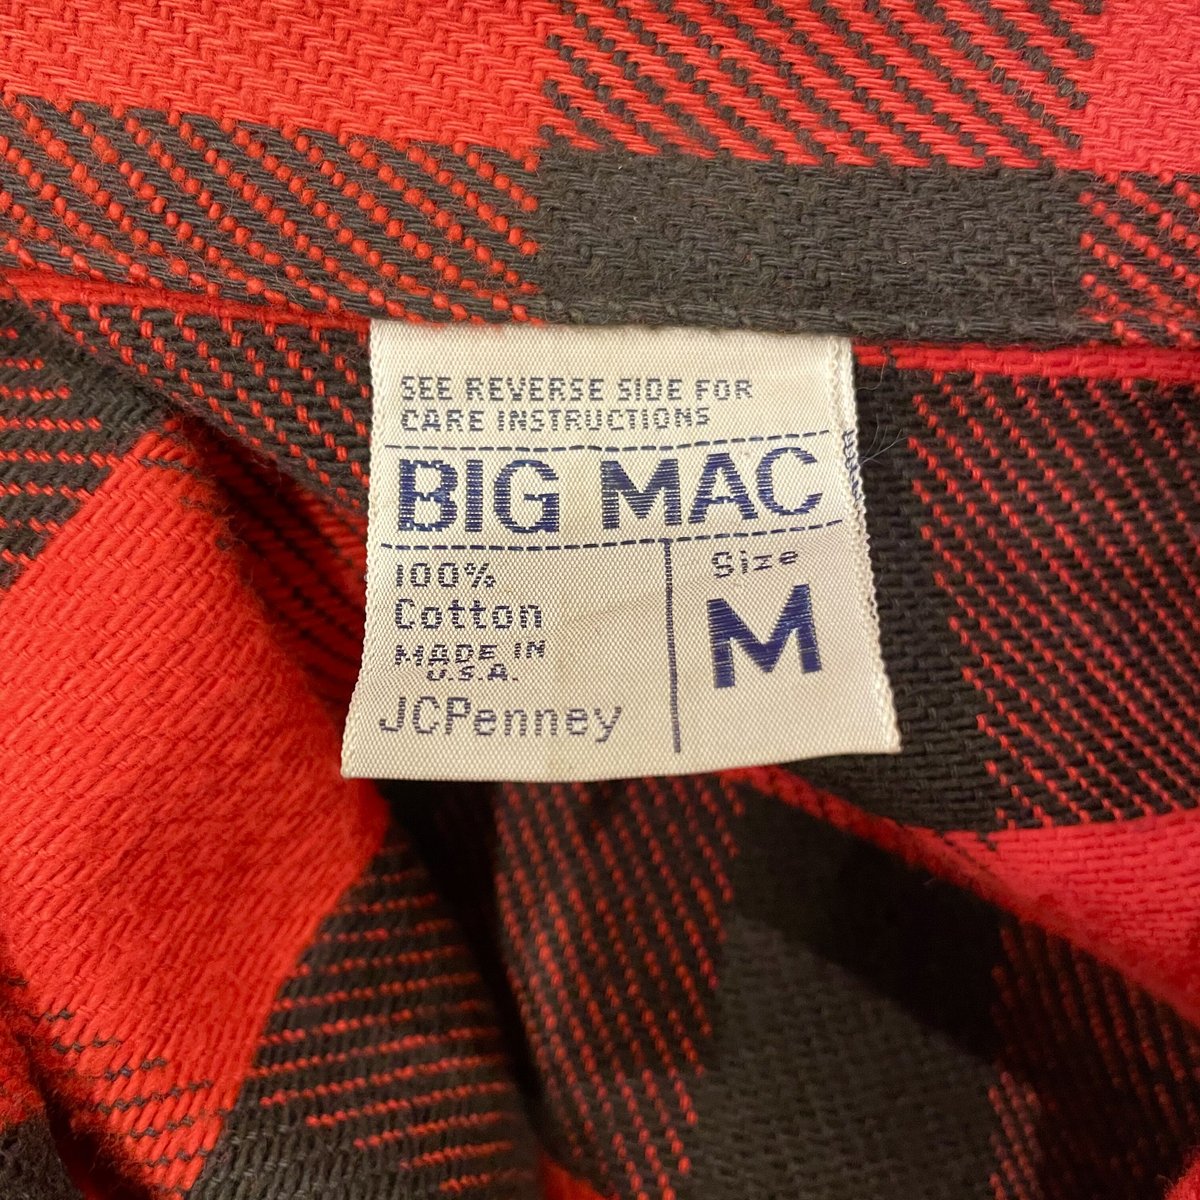 SEE REVERSE SIDE FOR
CARE INSTRUCTIONS
BIG MAC
100%
Cotton
MADE IN
U.S.A.
JCPenney
Size
M